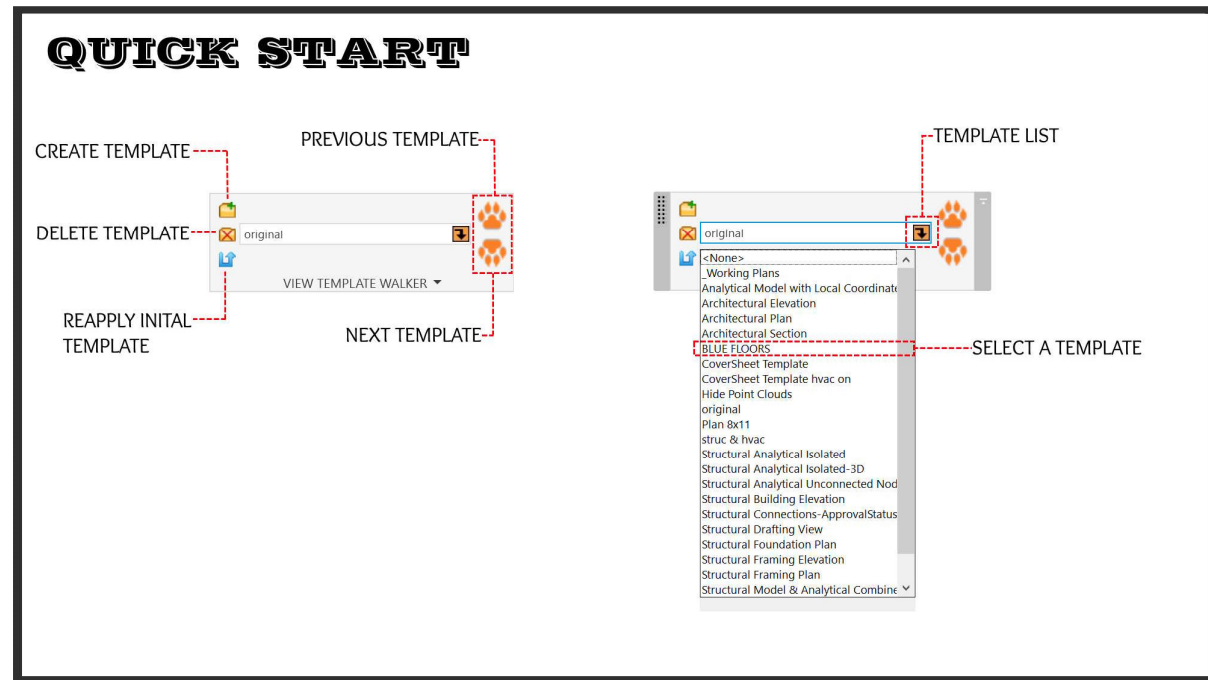 QUICK START
CREATE TEMPLATE
PREVIOUS TEMPLATE
DELETE TEMPLATE
original
VIEW TEMPLATE WALKER
REAPPLY INITAL
TEMPLATE
NEXT TEMPLATE
TEMPLATE LIST
original
<None>
_Working Plans
Analytical Model with Local Coordinate
Architectural Elevation
Architectural Plan
Architectural Section
BLUE FLOORS
SELECT A TEMPLATE
CoverSheet Template
CoverSheet Template hvac on
Hide Point Clouds
original
Plan 8x11
struc & hvac
Structural Analytical Isolated
Structural Analytical Isolated-3D
Structural Analytical Unconnected Nod
Structural Building Elevation
Structural Connections-ApprovalStatus
Structural Drafting View
Structural Foundation Plan
Structural Framing Elevation
Structural Framing Plan
Structural Model & Analytical Combine